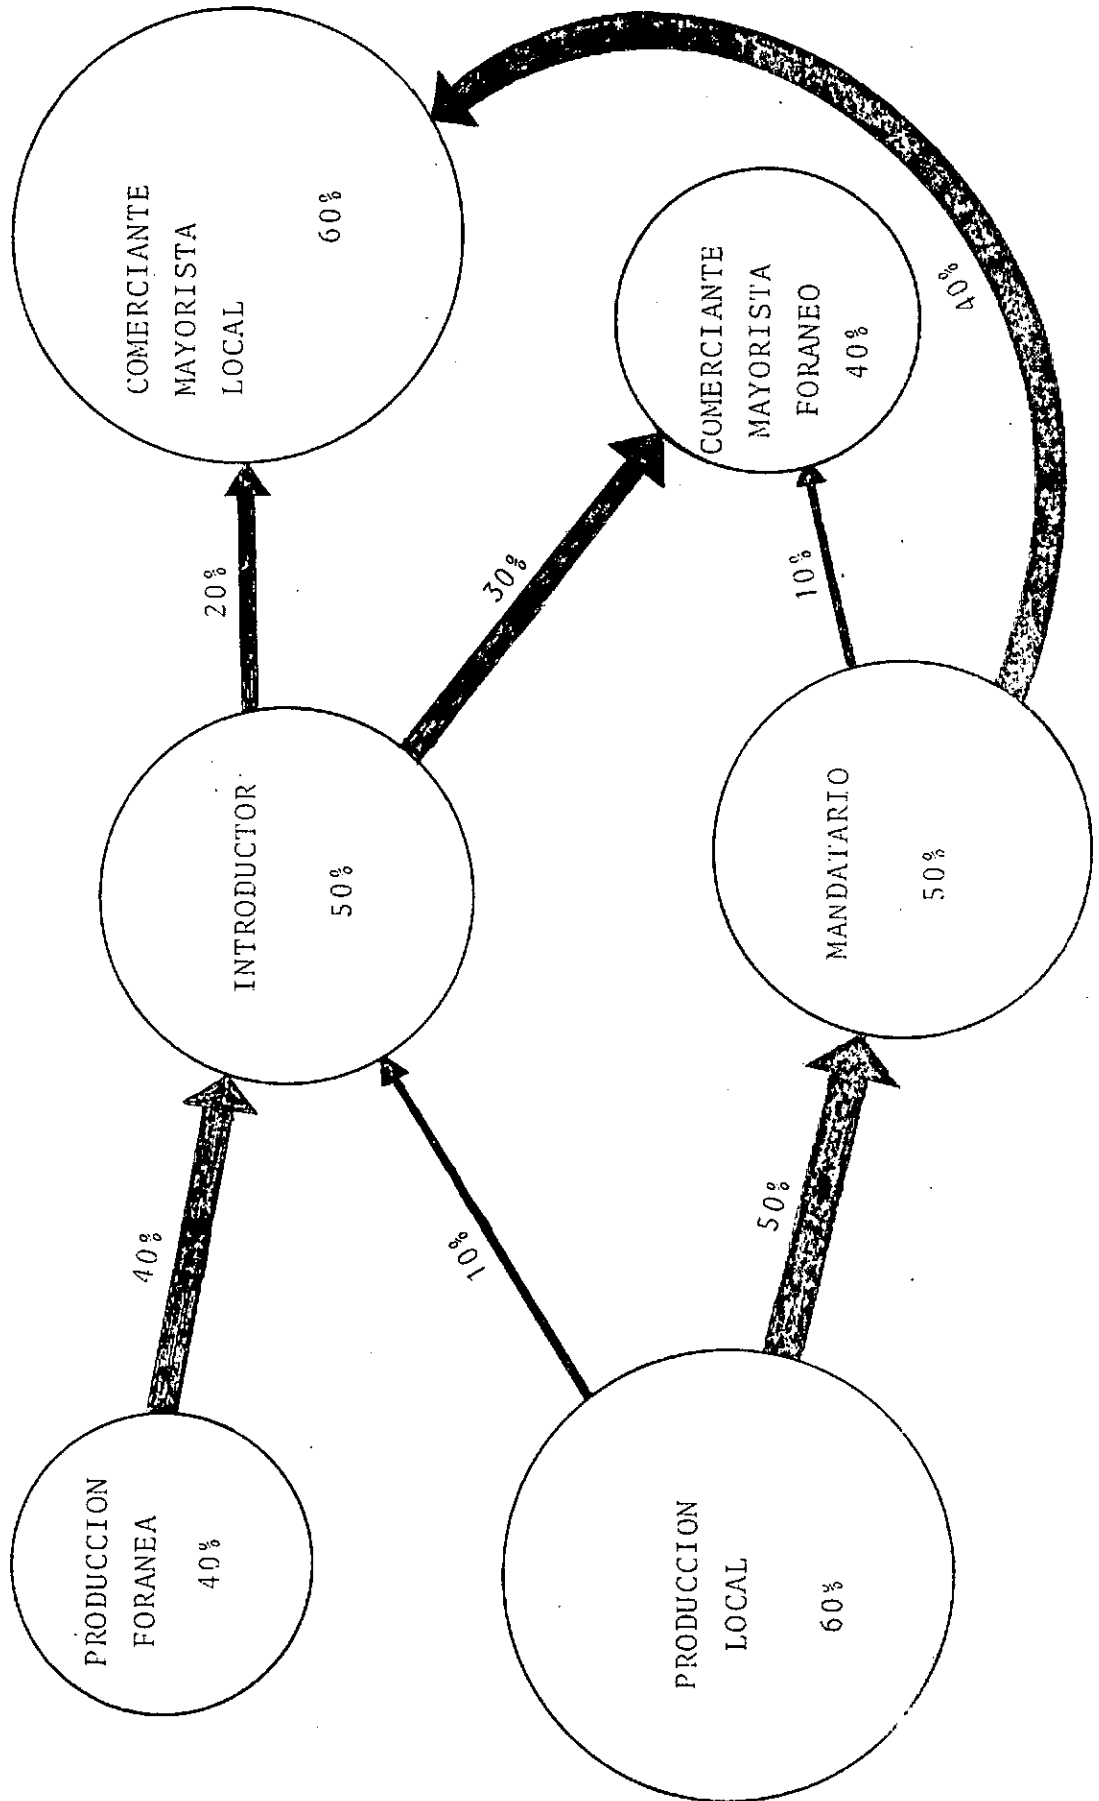 PRODUCCION
FORANEA
40%
40%
PRODUCCION
LOCAL
60%
10%
50%
INTRODUCTOR
50%
MANDATARIO
50%
20%
30%
10%
40%
COMERCIANTE
MAYORISTA
LOCAL
60%
COMERCIANTE
MAYORISTA
FORANEO
40%